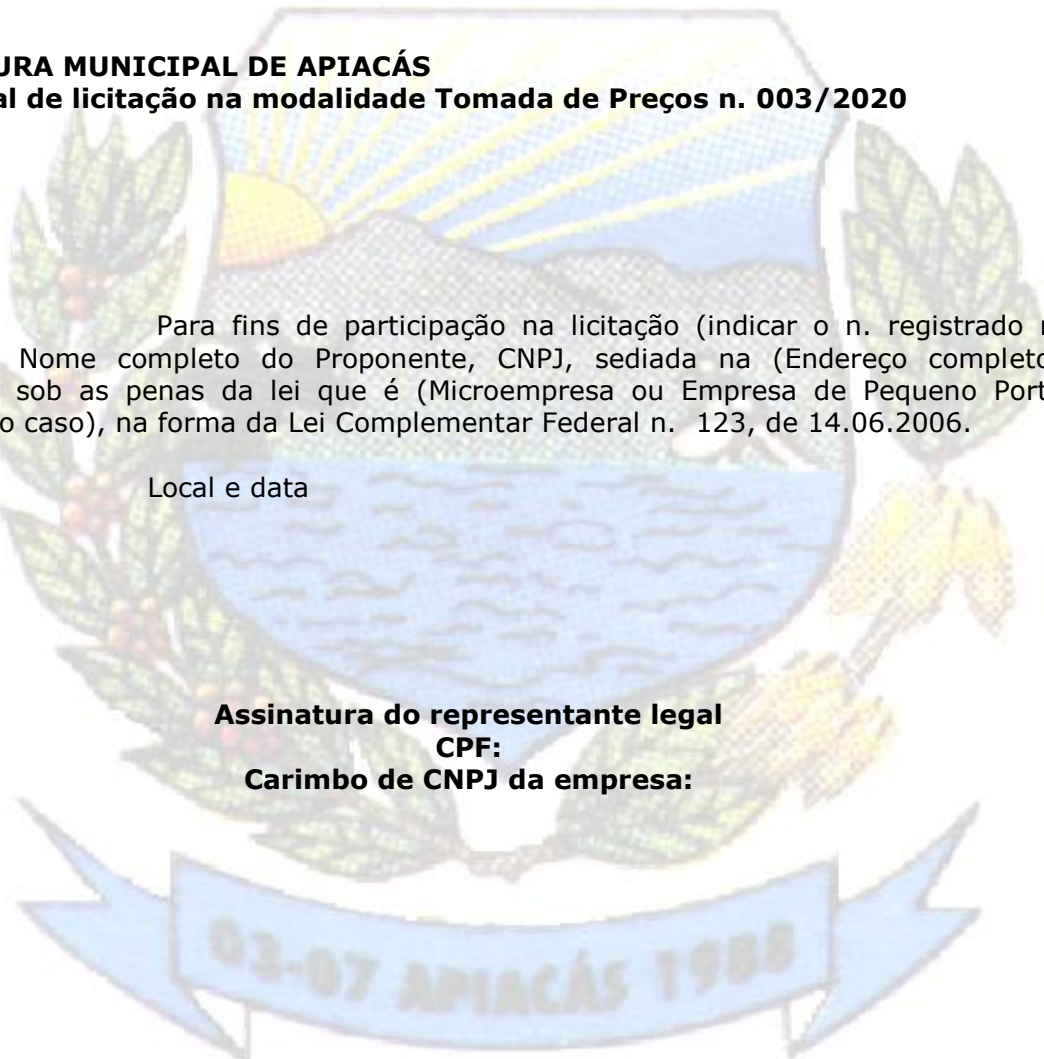 URA MUNICIPAL DE APIACÁS
al de licitação na modalidade Tomada de Preços n. 003/2020
Para fins de participação na licitação (indicar o n. registrado
Nome completo do Proponente, CNPJ, sediada na (Endereço completo
sob as penas da lei que é (Microempresa ou Empresa de Pequeno Port
o caso), na forma da Lei Complementar Federal n. 123, de 14.06.2006.
Local e data
Assinatura do representante legal
CPF:
Carimbo de CNPJ da empresa:
03-07 APIACÁS 1988